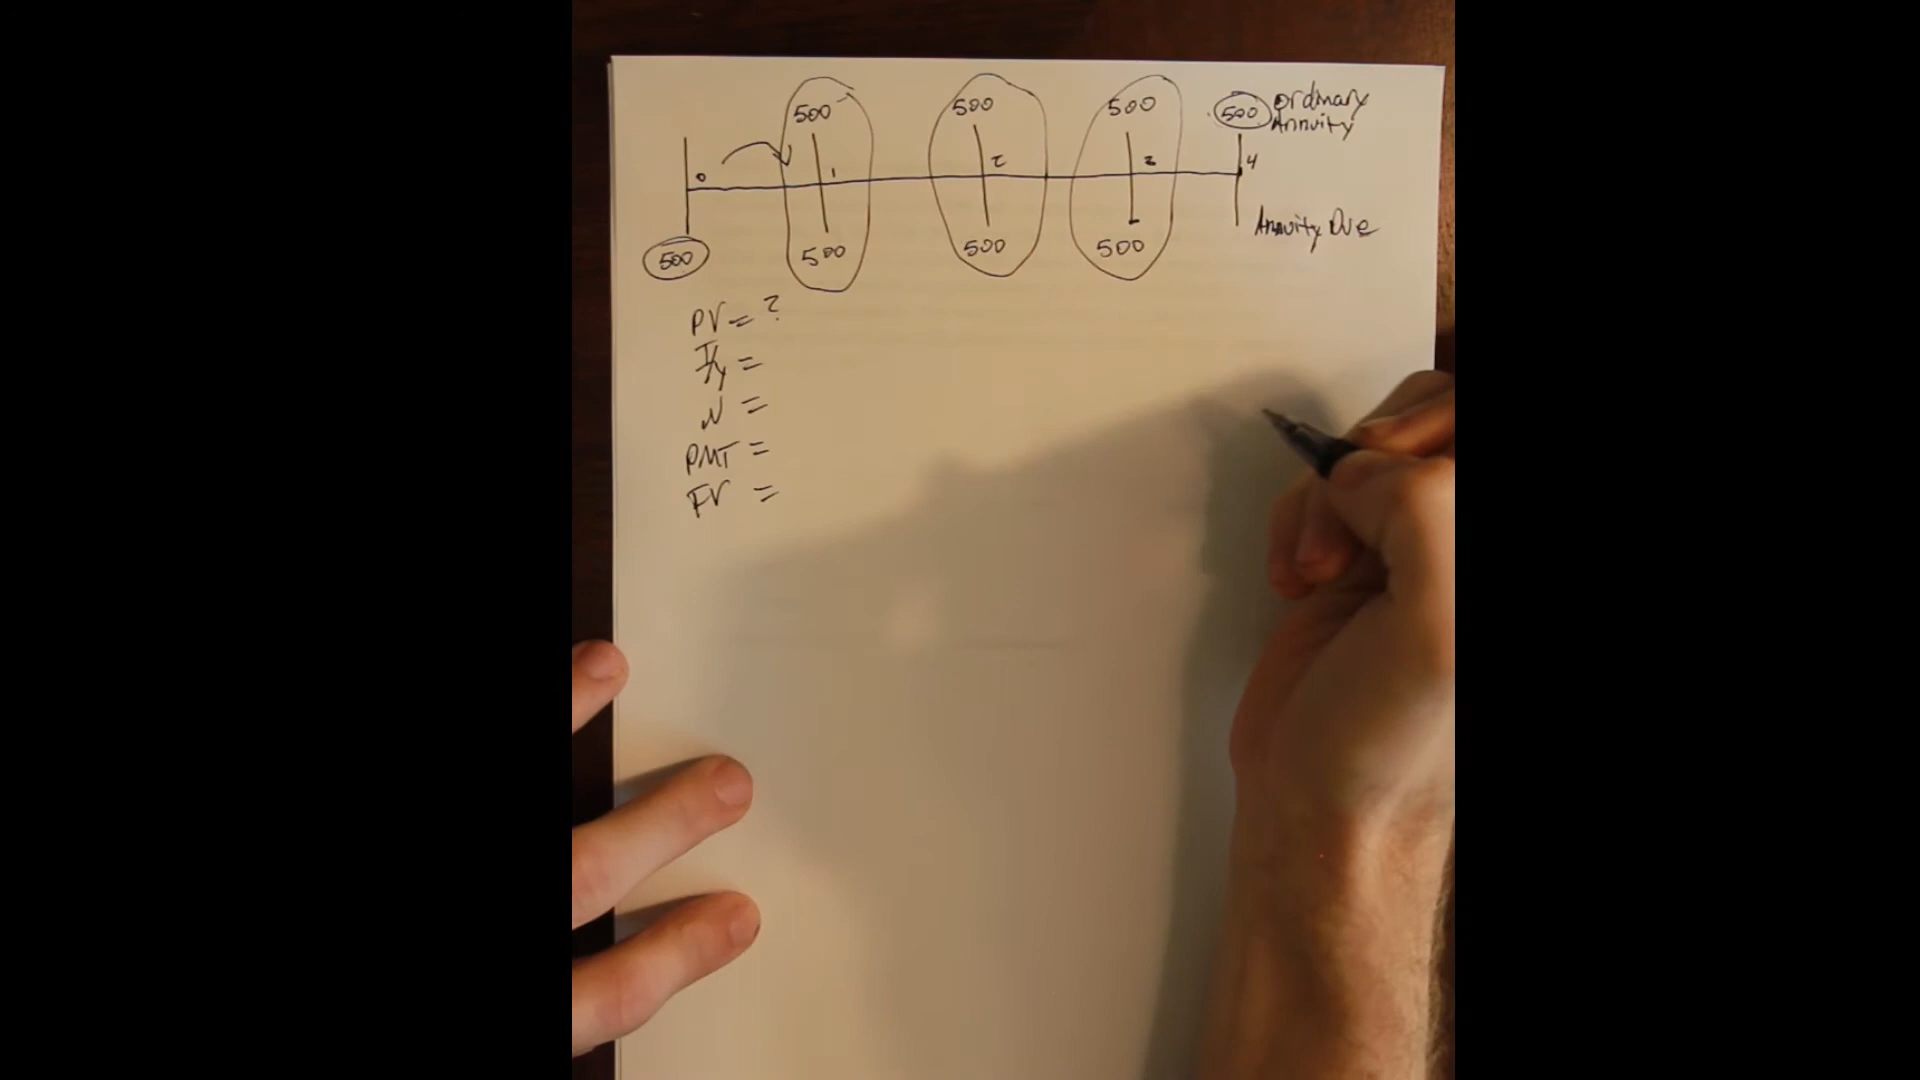 500 500 500 500 ordinary
Annuity
0 1 2 3 4
Annuity Due
500 500 500 500
PV = ?
I/y =
N =
PMT =
FV =